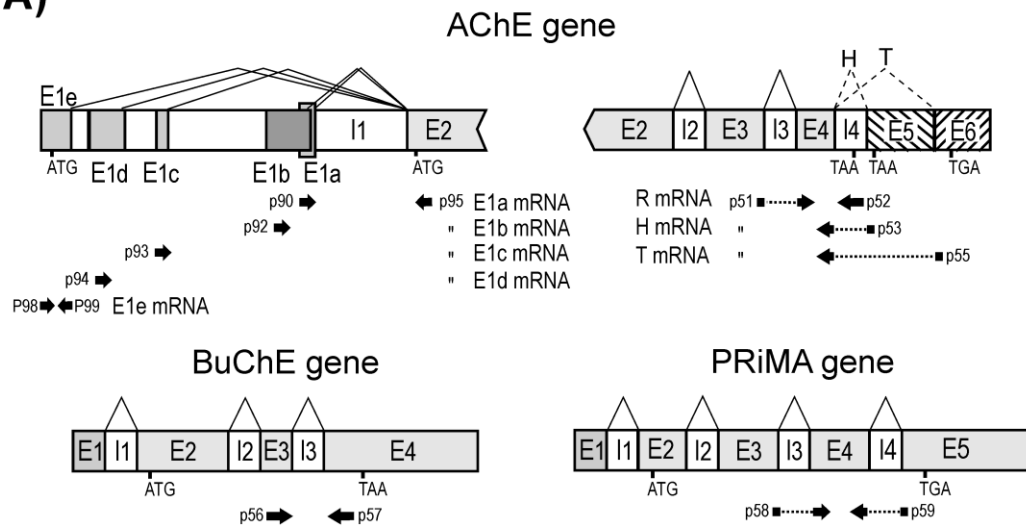 A)
AChE gene
H T
E1e
I1 E2
E2 I2 E3 I3 E4 I4 E5 E6
ATG E1d E1c E1b E1a ATG
TAA TAA TGA
p90 p95 E1a mRNA
R mRNA p51 p52
p92 " E1b mRNA
H mRNA " p53
p93 " E1c mRNA
T mRNA " p55
p94 " E1d mRNA
P98 P99 E1e mRNA
BuChE gene
PRiMA gene
E1 I1 E2 I2 E3 I3 E4
E1 I1 E2 I2 E3 I3 E4 I4 E5
ATG TAA
ATG TGA
p56 p57
p58 p59